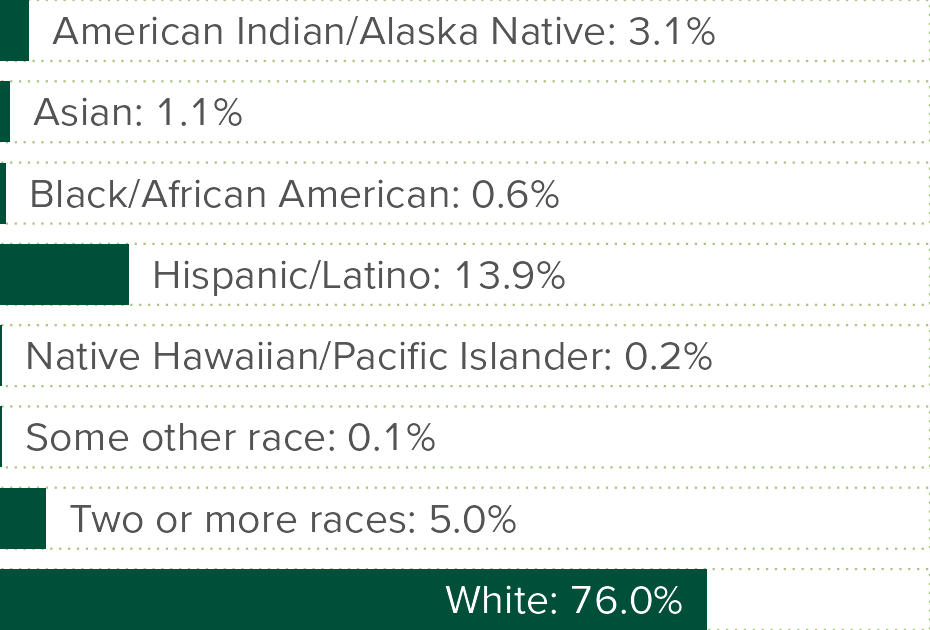 American Indian/Alaska Native: 3.1%
Asian: 1.1%
Black/African American: 0.6%
Hispanic/Latino: 13.9%
Native Hawaiian/Pacific Islander: 0.2%
Some other race: 0.1%
Two or more races: 5.0%
White: 76.0%